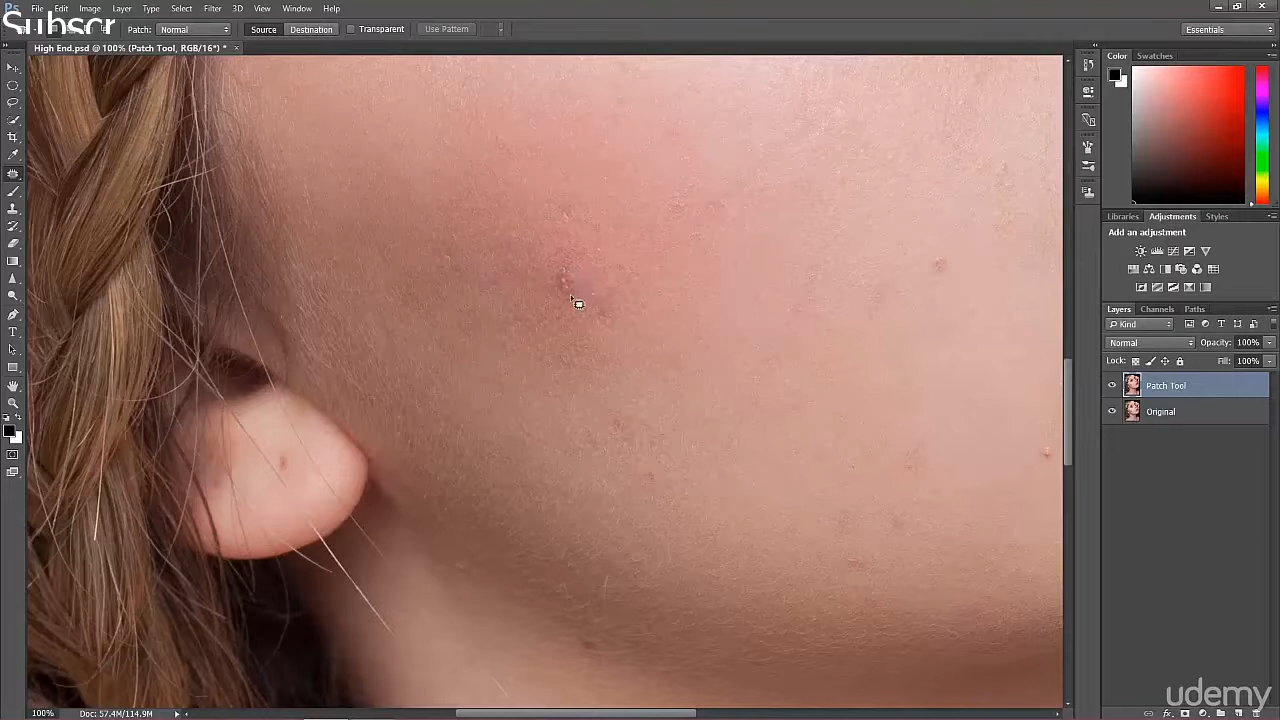 Ps File Edit Image Layer Type Select Filter 3D View Window Help
Subscr
Patch: Normal Source Destination Transparent Use Pattern Essentials
High End.psd @ 100% (Patch Tool, RGB/16*) * ×
Color Swatches
Libraries Adjustments Styles
Add an adjustment
Layers Channels Paths
Kind
Normal Opacity: 100%
Lock: Fill: 100%
Patch Tool
Original
T
udemy
100% Doc: 57.4M/114.9M
fx